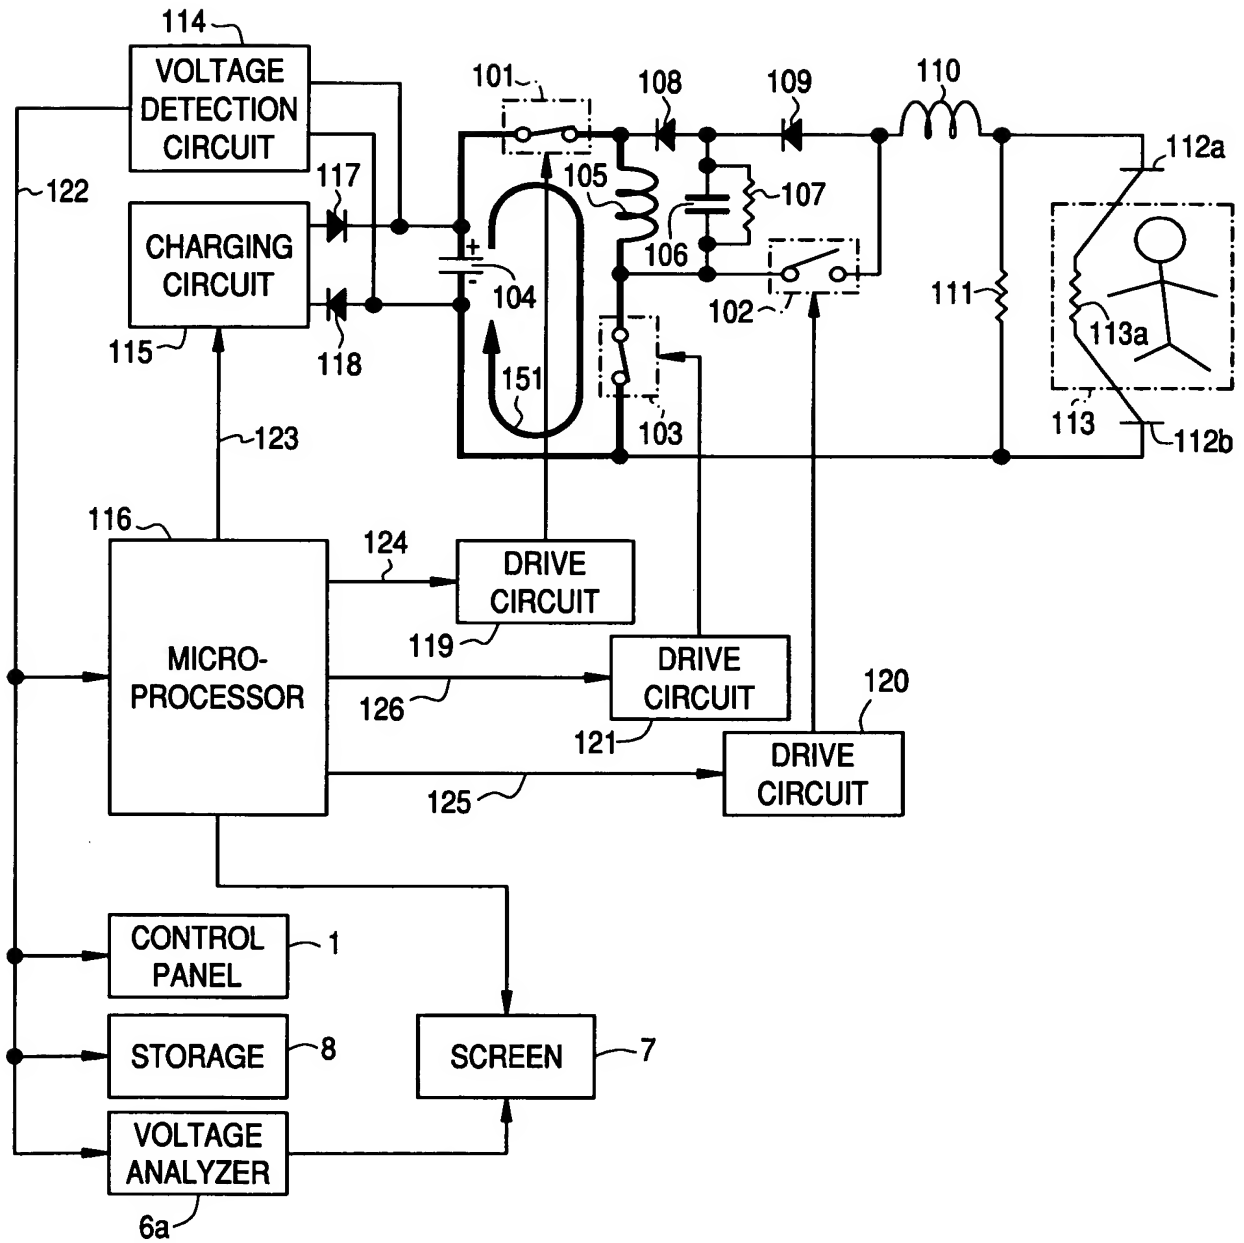 114
VOLTAGE
DETECTION
CIRCUIT
101
108
109
110
112a
122
117
105
107
CHARGING
CIRCUIT
+
-
104
106
102
111
113a
115
118
151
103
113
112b
123
116
124
DRIVE
CIRCUIT
119
MICRO-
PROCESSOR
126
DRIVE
CIRCUIT
121
120
125
DRIVE
CIRCUIT
CONTROL
PANEL
1
STORAGE
8
SCREEN
7
VOLTAGE
ANALYZER
6a